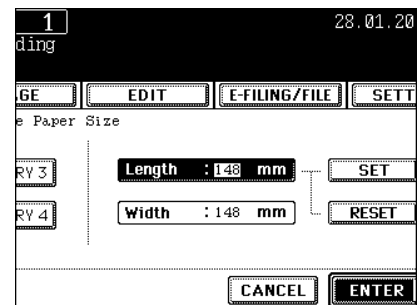 1 28.01.20
ding
.GE EDIT E-FILING/FILE SETT
e Paper Size
RY 3 Length : 148 mm SET
RY 4 Width : 148 mm RESET
CANCEL ENTER